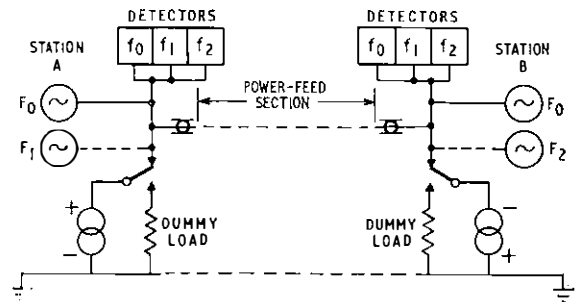 DETECTORS
f0 f1 f2
STATION
A
F0
F1
POWER-FEED
SECTION
DETECTORS
f0 f1 f2
STATION
B
F0
F2
+
−
DUMMY
LOAD
DUMMY
LOAD
−
+